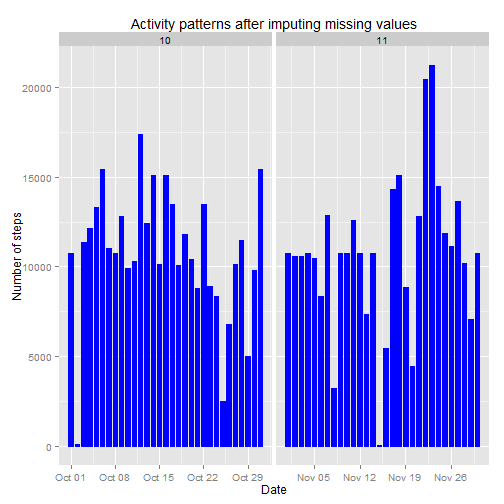 Activity patterns after imputing missing values
10 11
Number of steps
20000
15000
10000
5000
0
Oct 01 Oct 08 Oct 15 Oct 22 Oct 29 Nov 05 Nov 12 Nov 19 Nov 26
Date